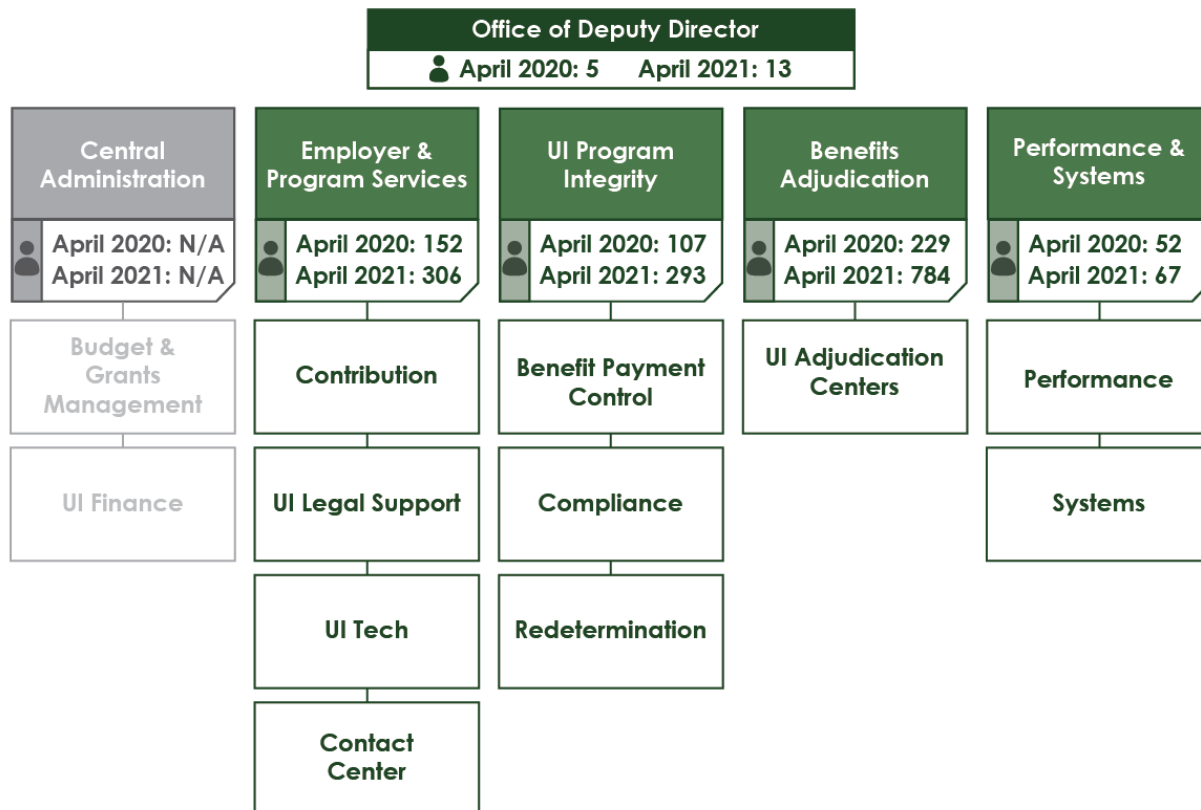 Office of Deputy Director
April 2020: 5 April 2021: 13
Central
Administration
April 2020: N/A
April 2021: N/A
Budget &
Grants
Management
UI Finance
Employer &
Program Services
April 2020: 152
April 2021: 306
Contribution
UI Legal Support
UI Tech
Contact
Center
UI Program
Integrity
April 2020: 107
April 2021: 293
Benefit Payment
Control
Compliance
Redetermination
Benefits
Adjudication
April 2020: 229
April 2021: 784
UI Adjudication
Centers
Performance &
Systems
April 2020: 52
April 2021: 67
Performance
Systems